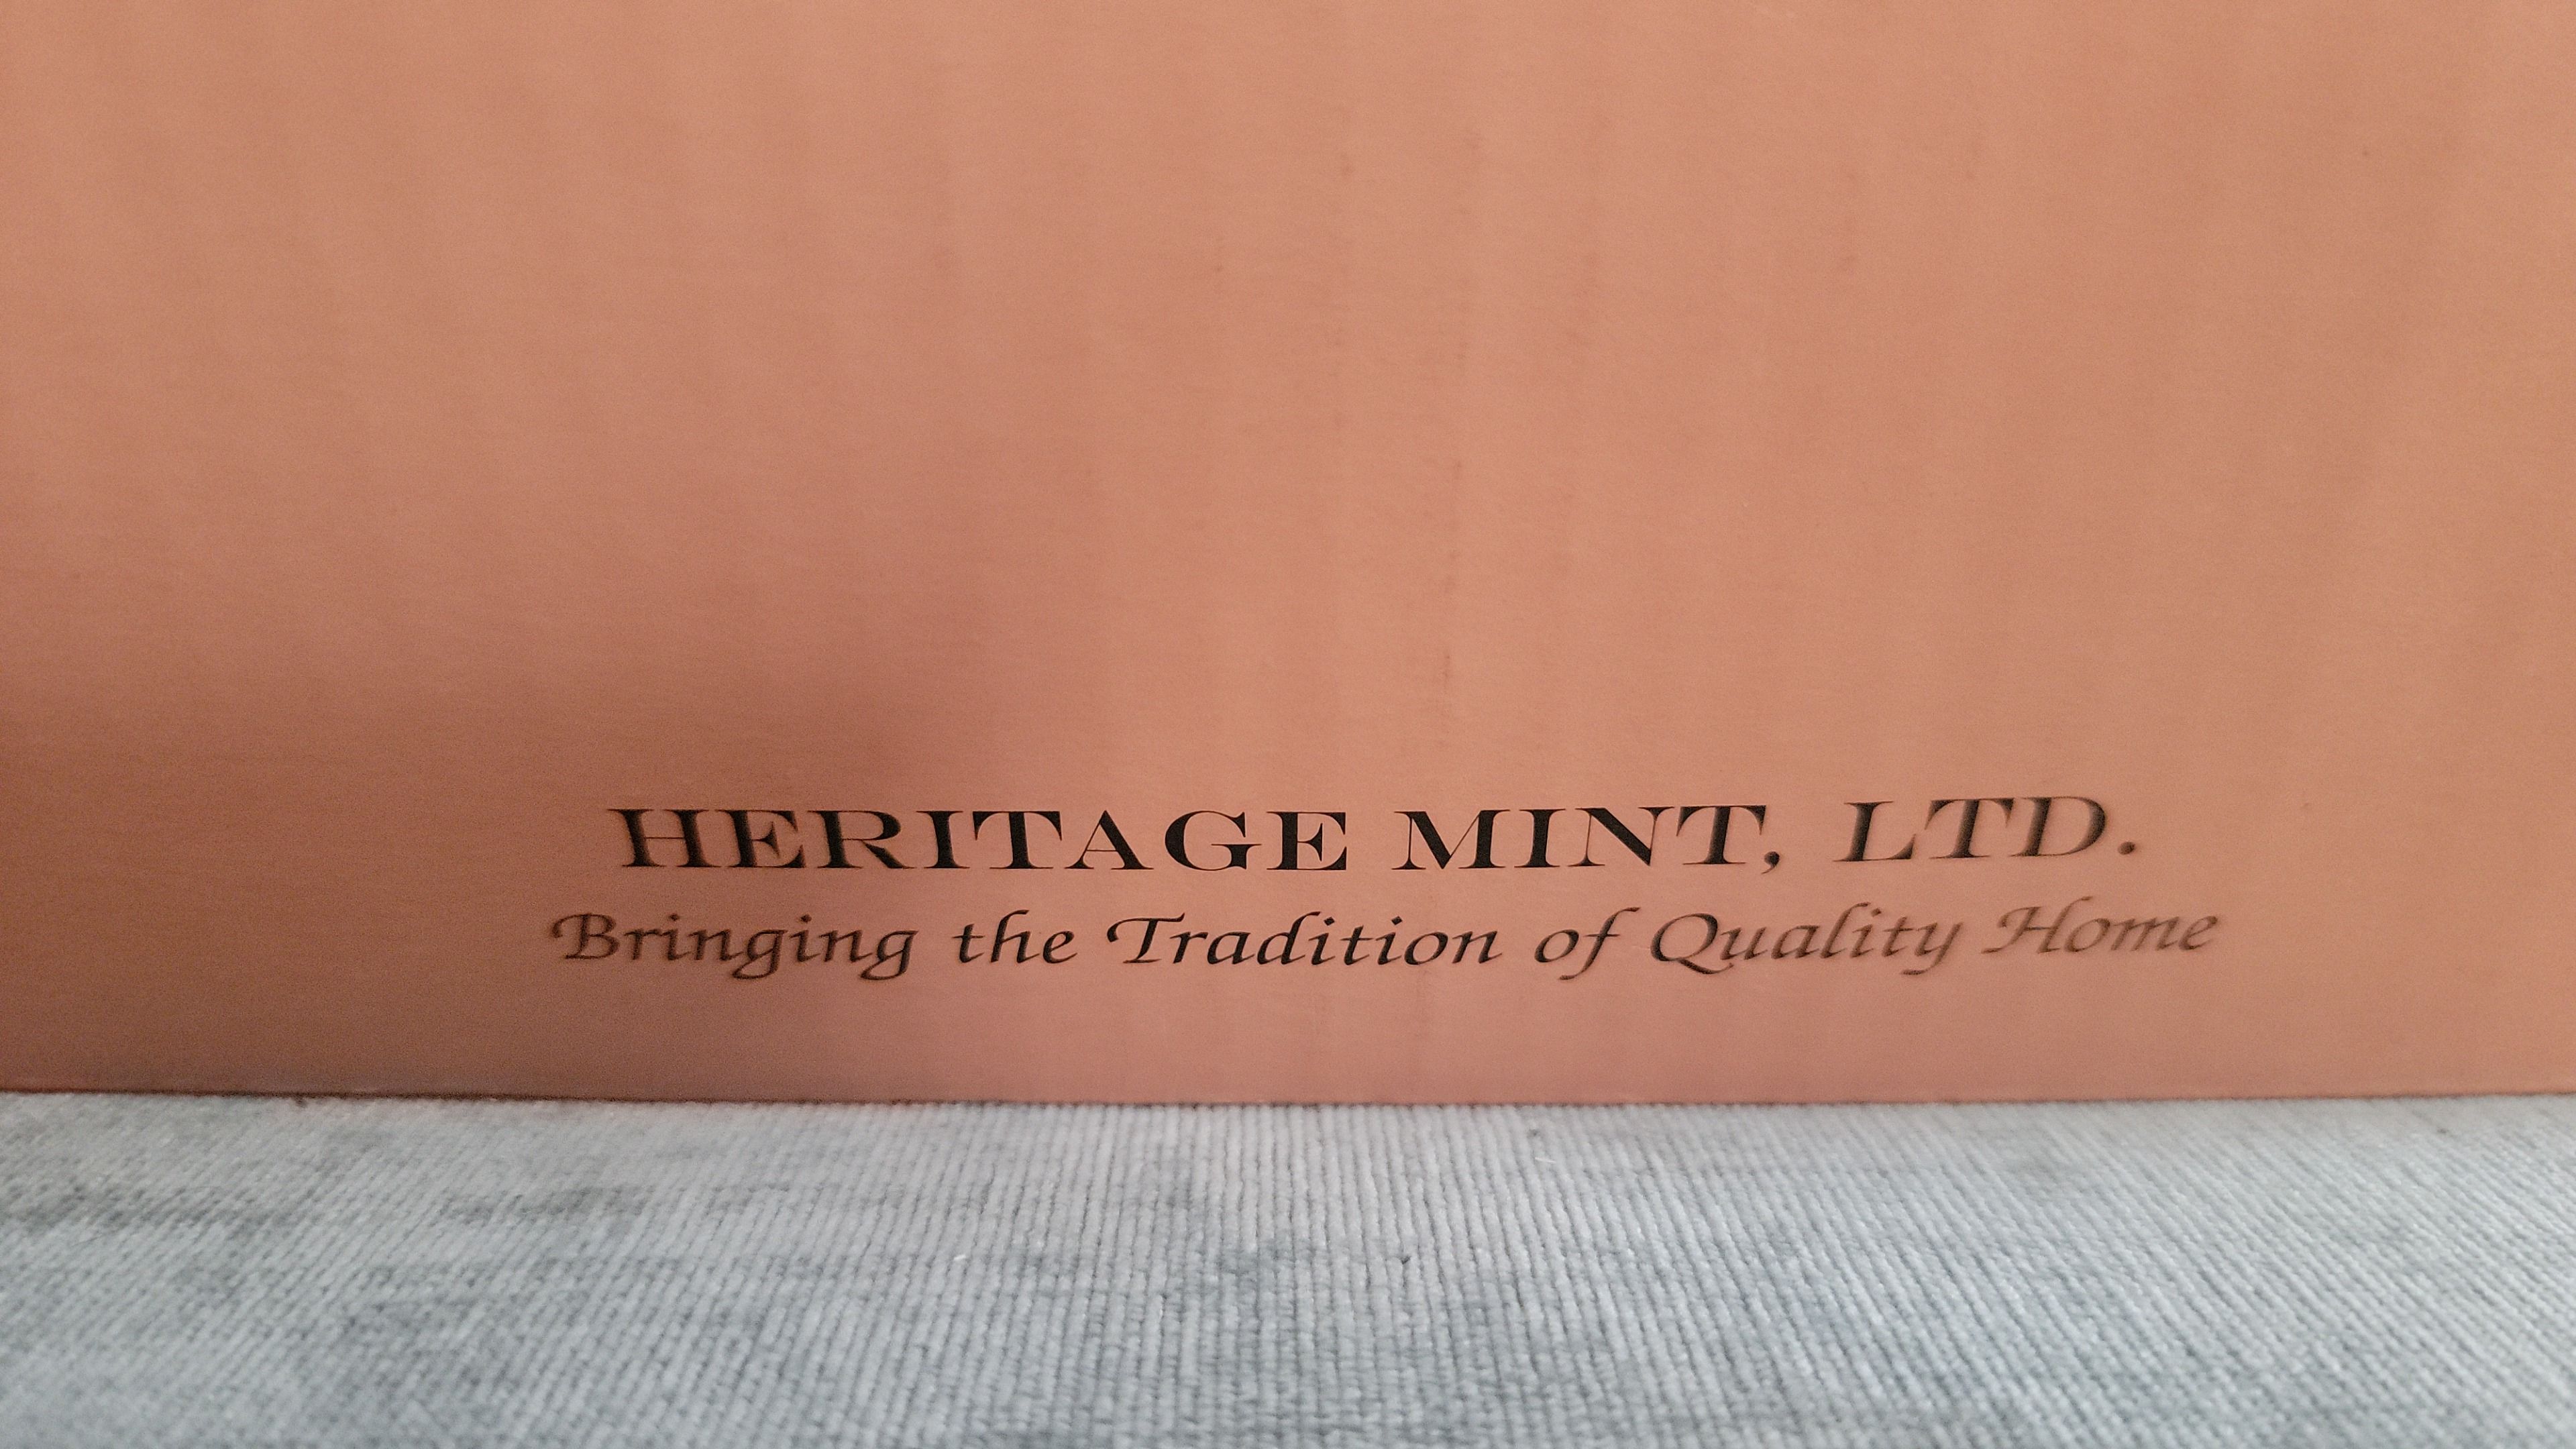 HERITAGE MINT, LTD.
Bringing the Tradition of Quality Home